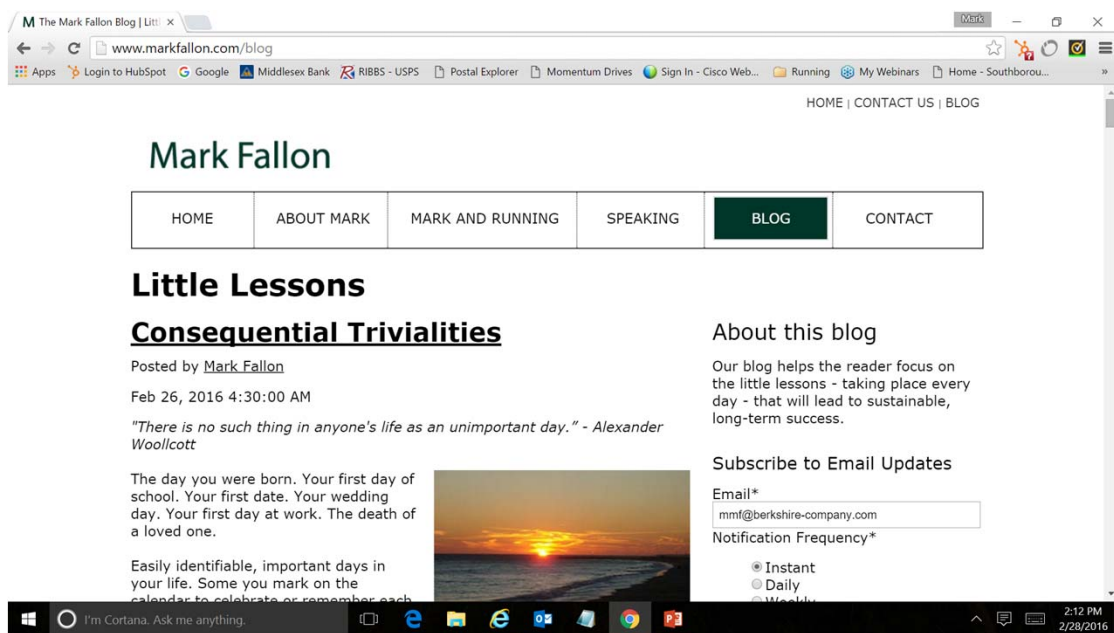 M The Mark Fallon Blog | Littl
Mark
www.markfallon.com/blog
Apps Login to HubSpot Google Middlesex Bank RIBBS - USPS Postal Explorer Momentum Drives Sign In - Cisco Web... Running My Webinars Home - Southborou... »
HOME | CONTACT US | BLOG
Mark Fallon
HOME ABOUT MARK MARK AND RUNNING SPEAKING BLOG CONTACT
Little Lessons
Consequential Trivialities
Posted by Mark Fallon
Feb 26, 2016 4:30:00 AM
"There is no such thing in anyone's life as an unimportant day.” - Alexander
Woollcott
The day you were born. Your first day of
school. Your first date. Your wedding
day. Your first day at work. The death of
a loved one.
Easily identifiable, important days in
your life. Some you mark on the
calendar to celebrate or remember each
About this blog
Our blog helps the reader focus on
the little lessons - taking place every
day - that will lead to sustainable,
long-term success.
Subscribe to Email Updates
Email*
mmf@berkshire-company.com
Notification Frequency*
Instant
Daily
Weekly
I'm Cortana. Ask me anything.
2:12 PM
2/28/2016